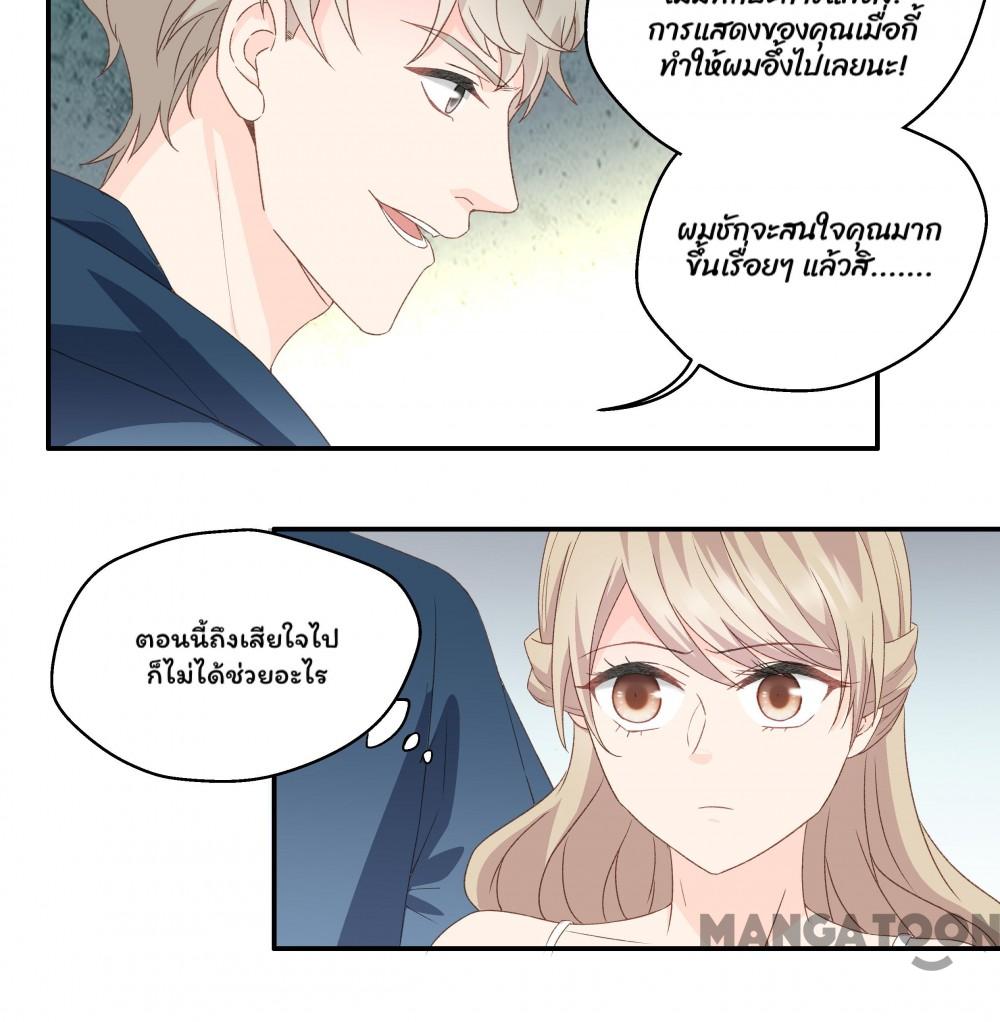 การแสดงของคุณเมื่อกี้
ทำให้ผมอึ้งไปเลยนะ!
ผมชักจะสนใจคุณมาก
ขึ้นเรื่อยๆ แล้วสิ.......
ตอนนี้ถึงเสียใจไป
ก็ไม่ได้ช่วยอะไร
MANGATOON